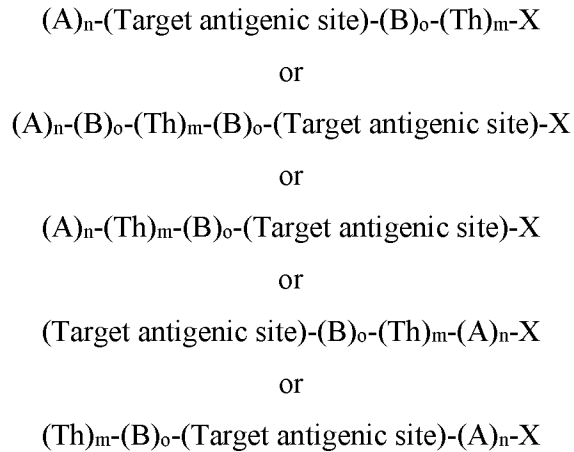 (A)ₙ-(Target antigenic site)-(B)ₒ-(Th)ₘ-X
or
(A)ₙ-(B)ₒ-(Th)ₘ-(B)ₒ-(Target antigenic site)-X
or
(A)ₙ-(Th)ₘ-(B)ₒ-(Target antigenic site)-X
or
(Target antigenic site)-(B)ₒ-(Th)ₘ-(A)ₙ-X
or
(Th)ₘ-(B)ₒ-(Target antigenic site)-(A)ₙ-X